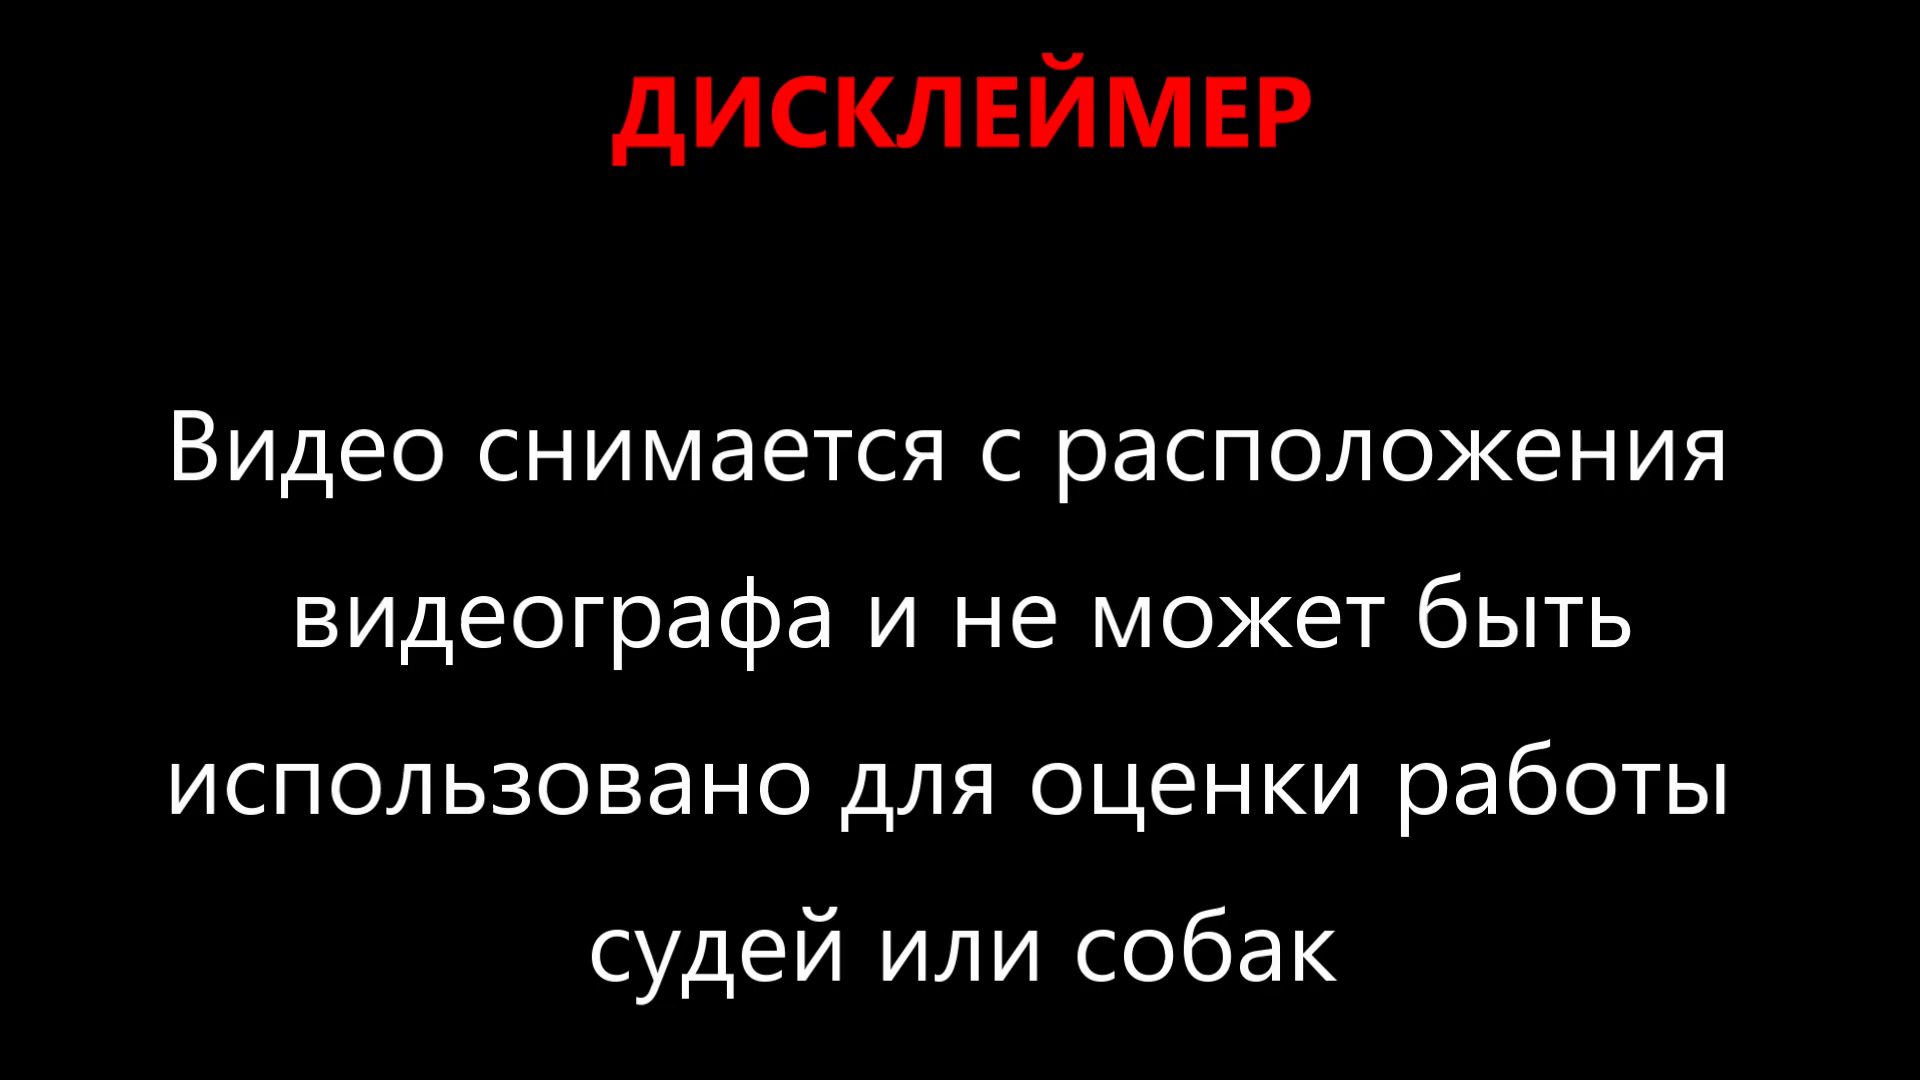 ДИСКЛЕЙМЕР
Видео снимается с расположения
видеографа и не может быть
использовано для оценки работы
судей или собак